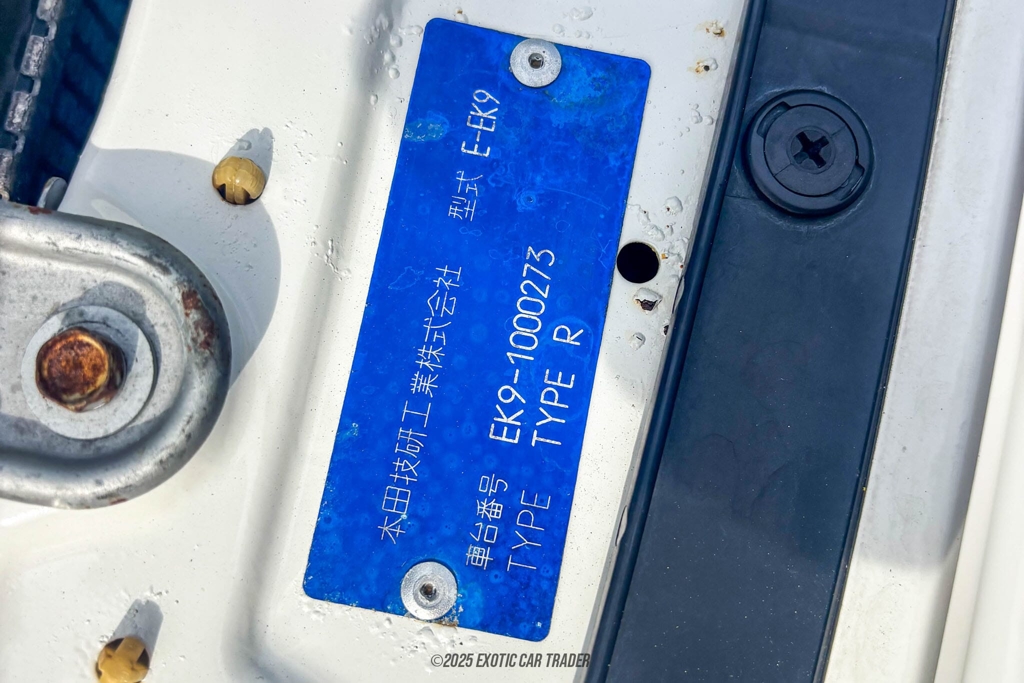 本田技研工業株式会社 型式 E-EK9
車台番号 EK9-1000273
TYPE TYPE R
©2025 EXOTIC CAR TRADER